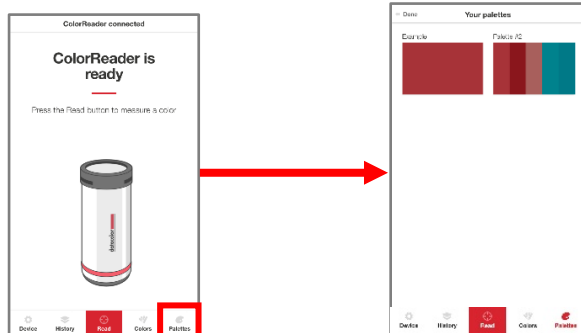 ColorReader connected
ColorReader is
ready
Press the Read button to measure a color
datacolor
Device History Read Colors Palettes
Done Your palettes
Example Palette #2
Device History Read Colors Palettes